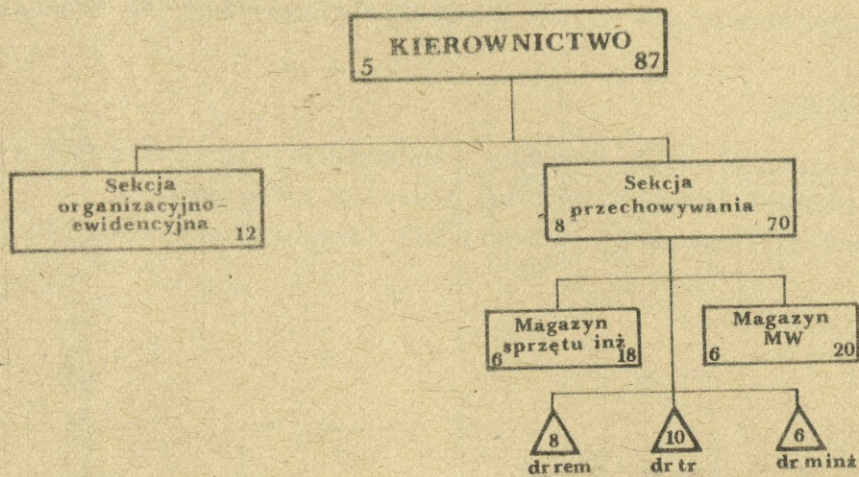 KIEROWNICTWO
5 87
Sekcja
organizacyjno-
ewidencyjna
12
Sekcja
przechowywania
8 70
Magazyn
sprzętu inż
6 18
Magazyn
MW
6 20
8 10 6
dr rem dr tr dr minż